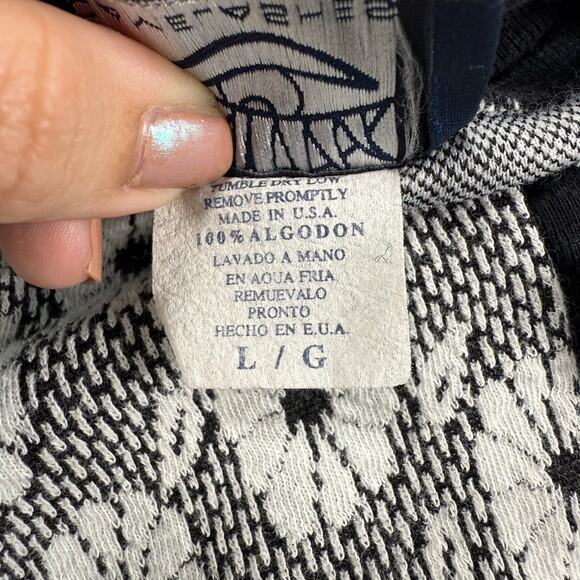 TUMBLE DRY LOW
REMOVE PROMPTLY
MADE IN U.S.A.
100% ALGODON
LAVADO A MANO
EN AGUA FRIA
REMUEVALO
PRONTO
HECHO EN E.U.A.
L / G